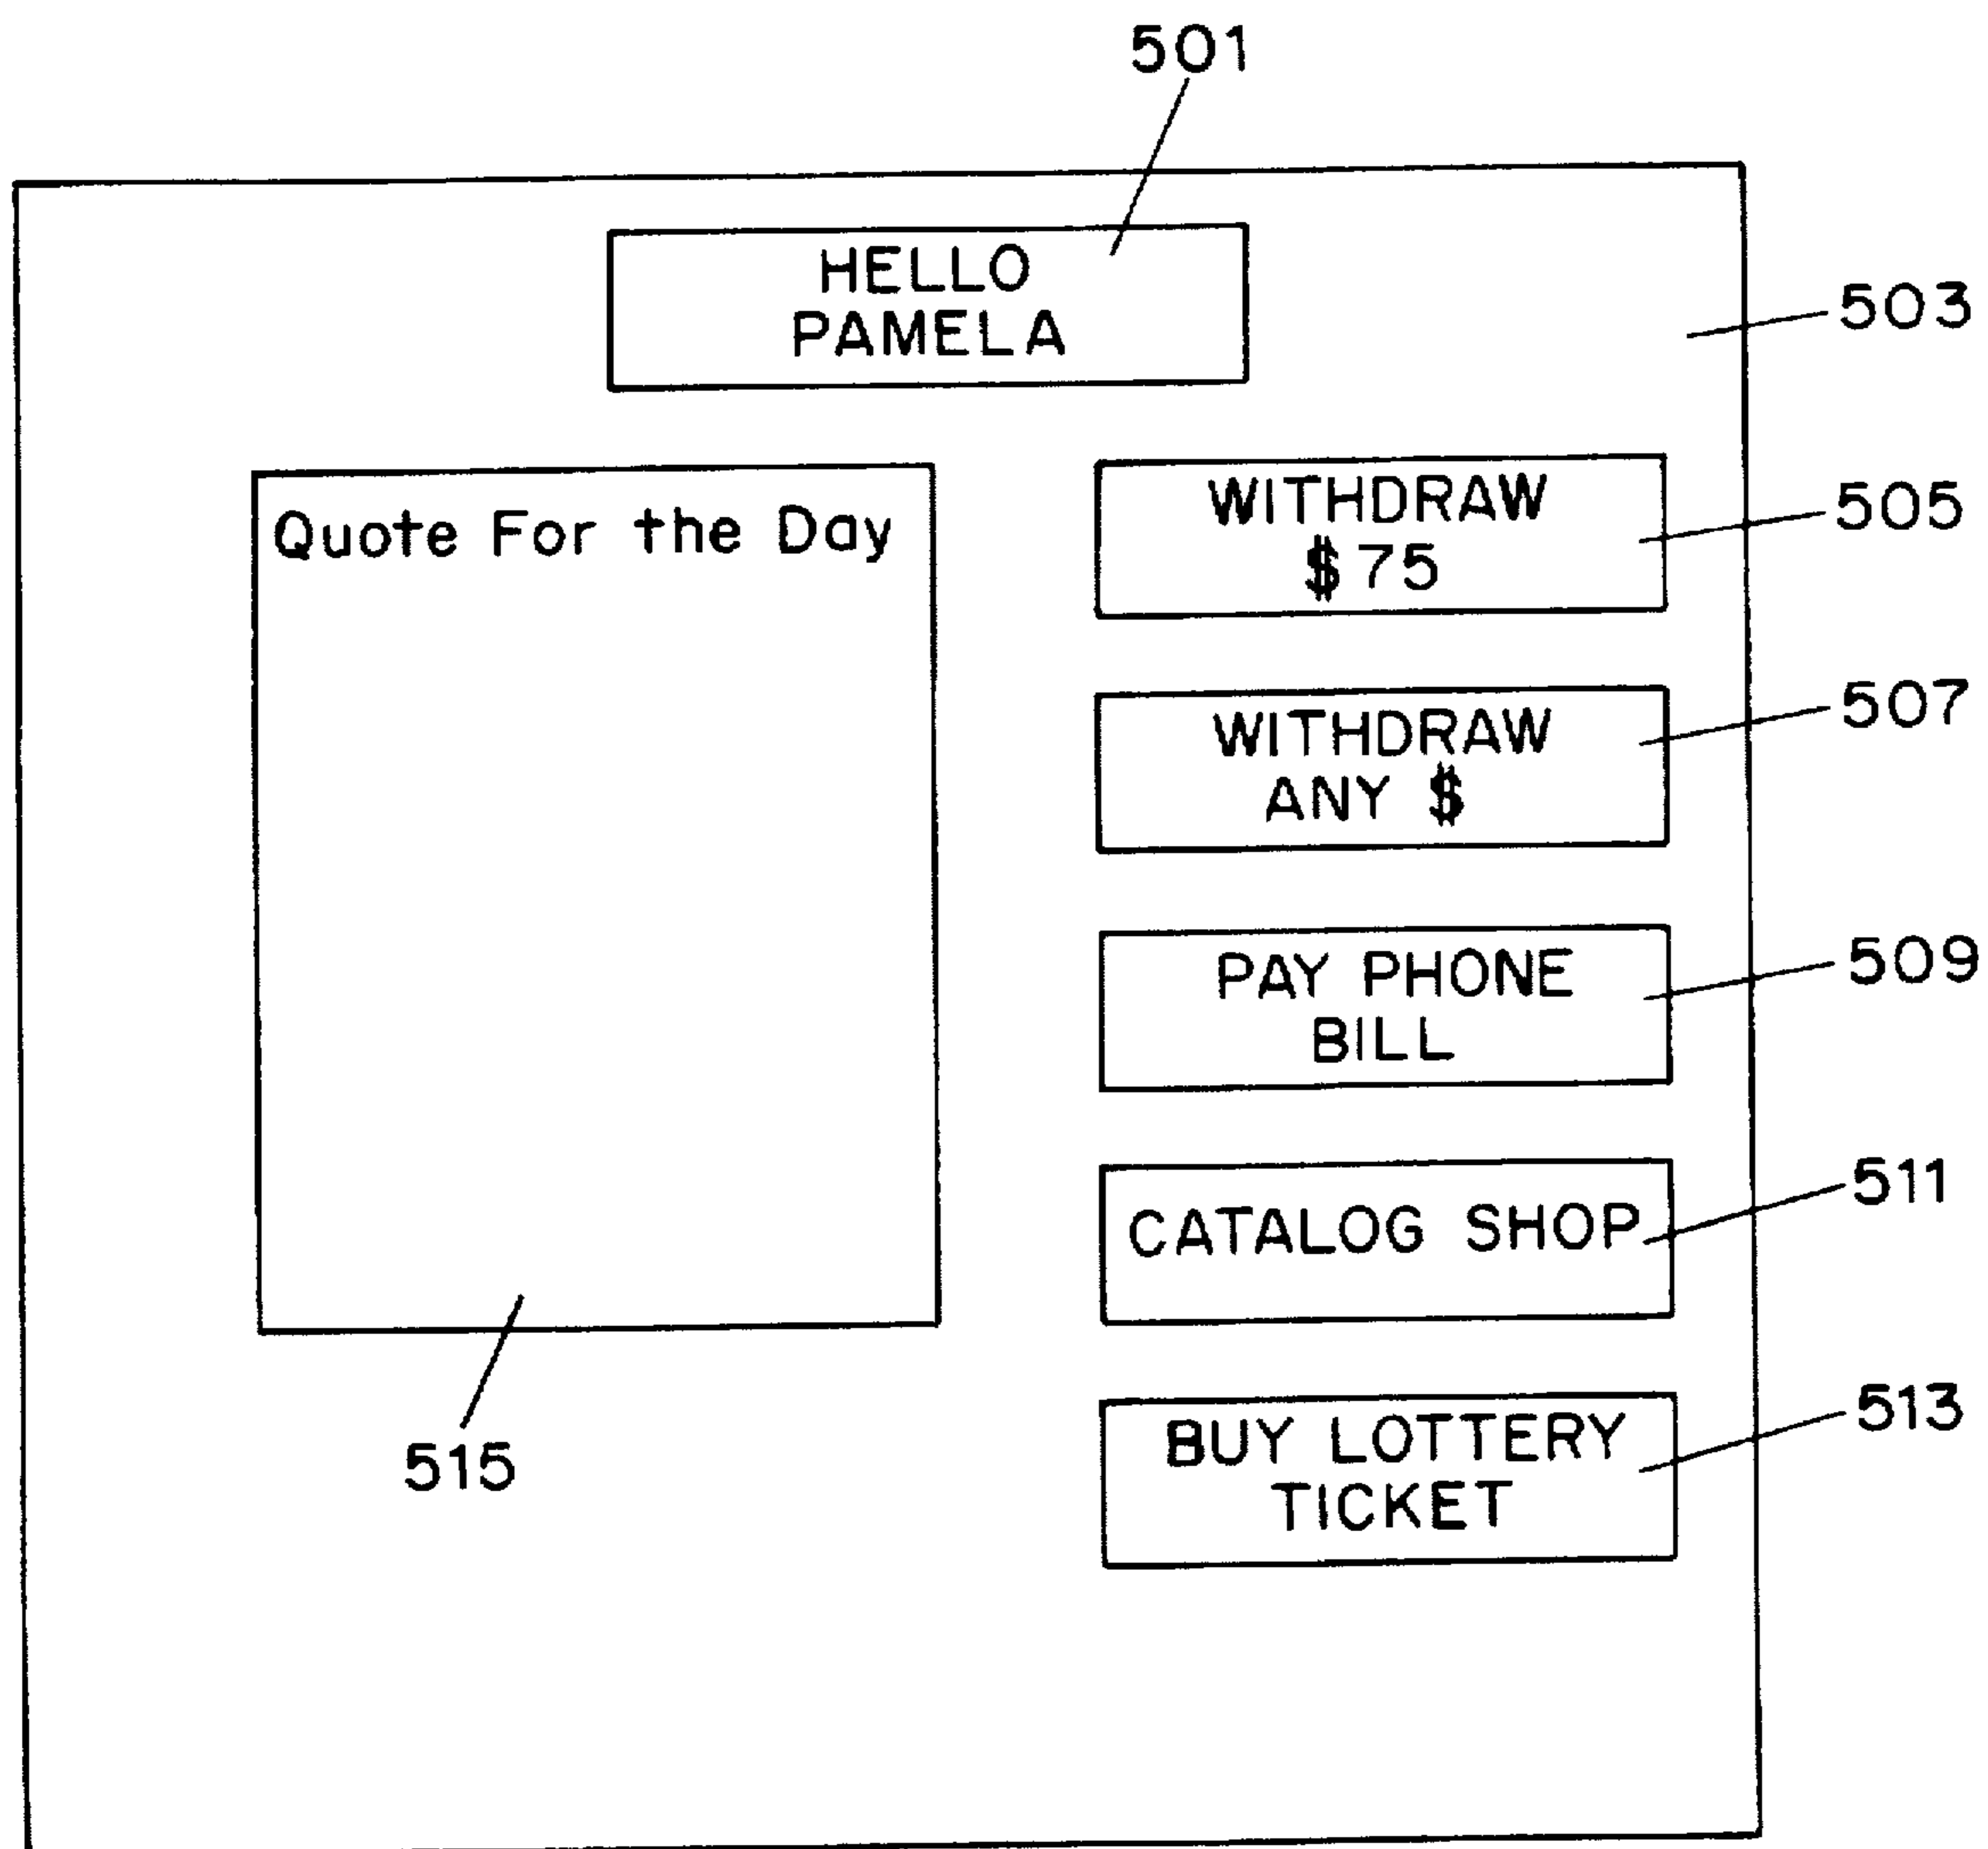 501
HELLO
PAMELA
503
Quote For the Day
WITHDRAW
$75
505
WITHDRAW
ANY $
507
PAY PHONE
BILL
509
CATALOG SHOP
511
BUY LOTTERY
TICKET
513
515